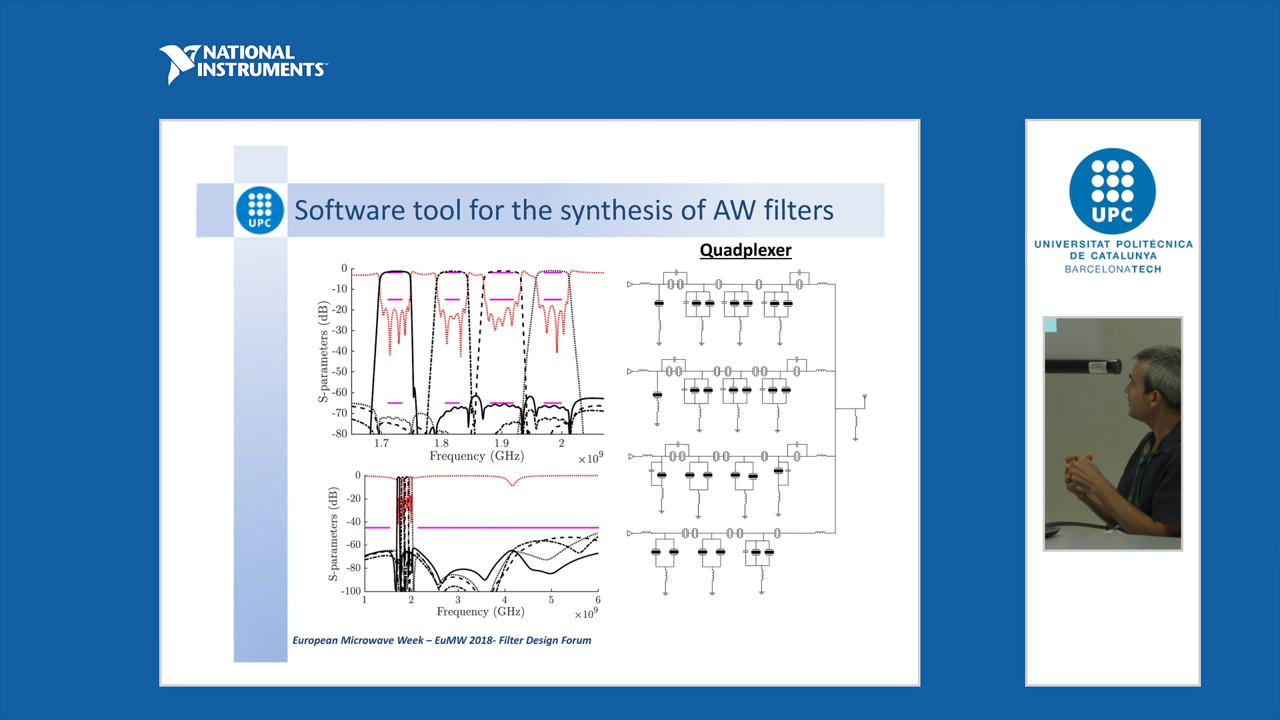 NATIONAL
INSTRUMENTS™
UPC
Software tool for the synthesis of AW filters
Quadplexer
0
-10
-20
-30
-40
-50
-60
-70
-80
S-parameters (dB)
1.7 1.8 1.9 2
Frequency (GHz)
×10⁹
0
-20
-40
-60
-80
-100
S-parameters (dB)
1 2 3 4 5 6
Frequency (GHz)
×10⁹
European Microwave Week – EuMW 2018- Filter Design Forum
UPC
UNIVERSITAT POLITÈCNICA
DE CATALUNYA
BARCELONATECH